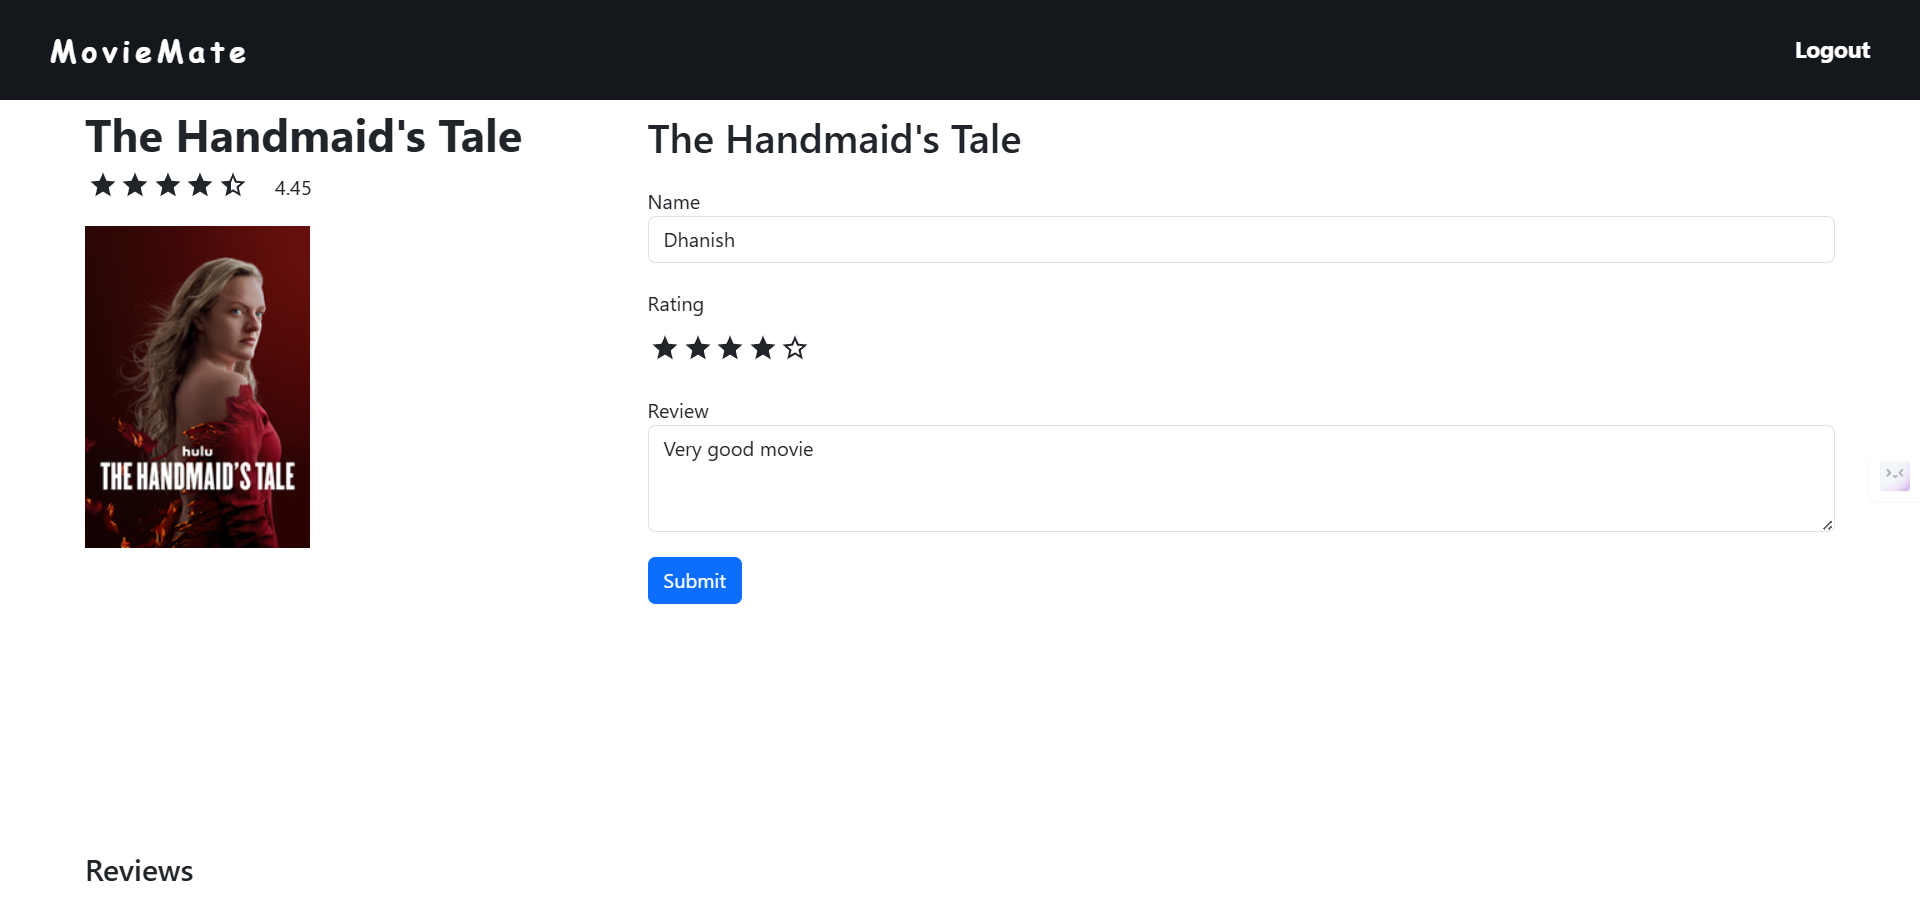 MovieMate
Logout
The Handmaid's Tale
4.45
hulu
THE HANDMAID'S TALE
The Handmaid's Tale
Name
Dhanish
Rating
Review
Very good movie
Submit
Reviews